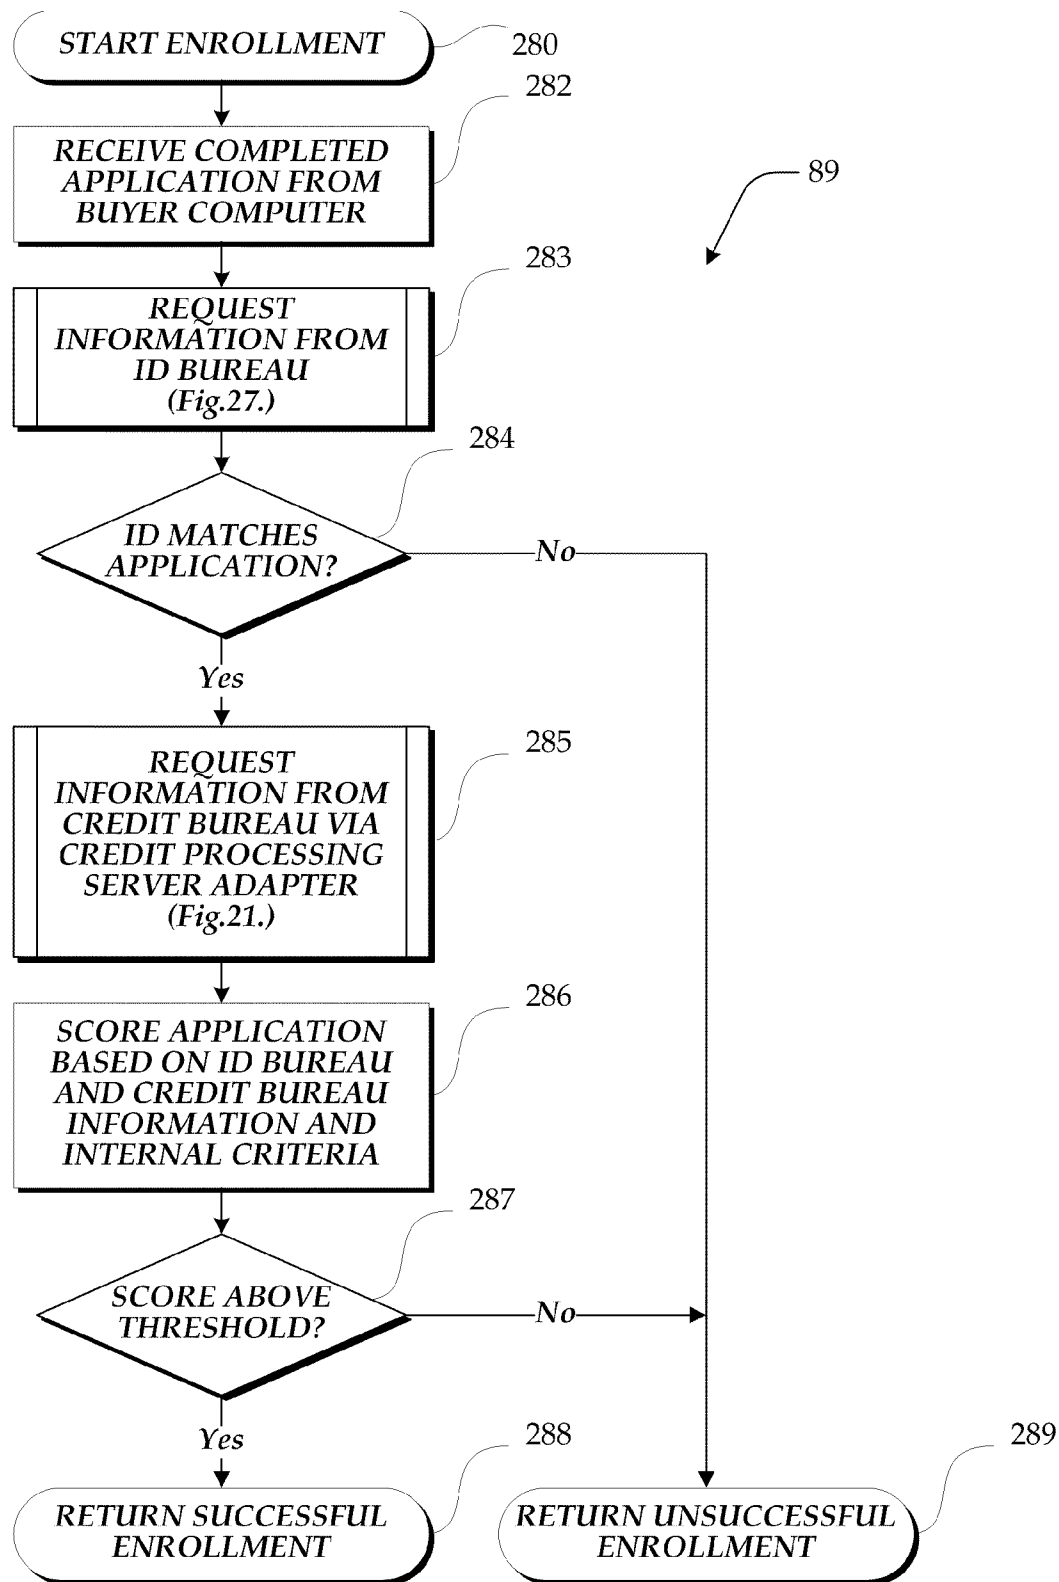 START ENROLLMENT
280
282
RECEIVE COMPLETED
APPLICATION FROM
BUYER COMPUTER
89
283
REQUEST
INFORMATION FROM
ID BUREAU
(Fig.27.)
284
ID MATCHES
APPLICATION?
No
Yes
285
REQUEST
INFORMATION FROM
CREDIT BUREAU VIA
CREDIT PROCESSING
SERVER ADAPTER
(Fig.21.)
286
SCORE APPLICATION
BASED ON ID BUREAU
AND CREDIT BUREAU
INFORMATION AND
INTERNAL CRITERIA
287
SCORE ABOVE
THRESHOLD?
No
Yes
288
289
RETURN SUCCESSFUL
ENROLLMENT
RETURN UNSUCCESSFUL
ENROLLMENT